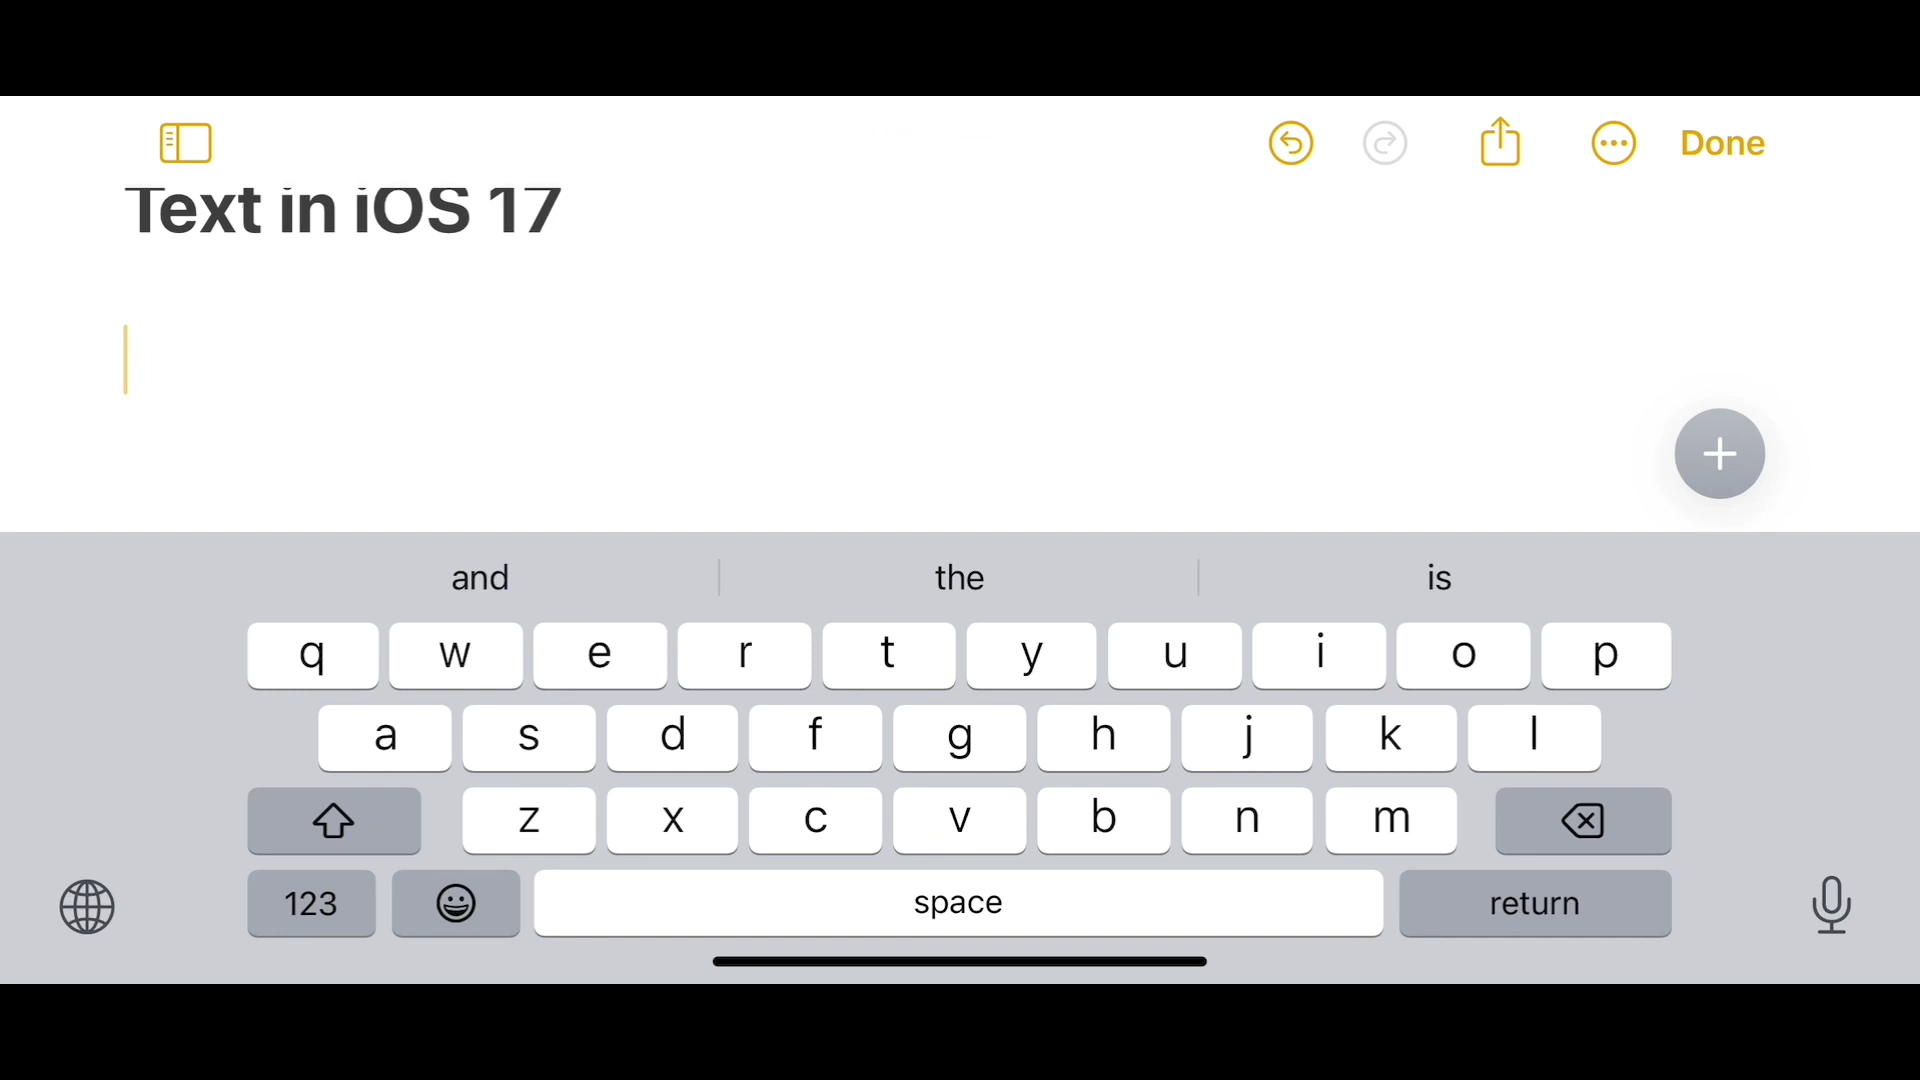 Done
Text in iOS 17
and the is
q w e r t y u i o p
a s d f g h j k l
z x c v b n m
123 space return